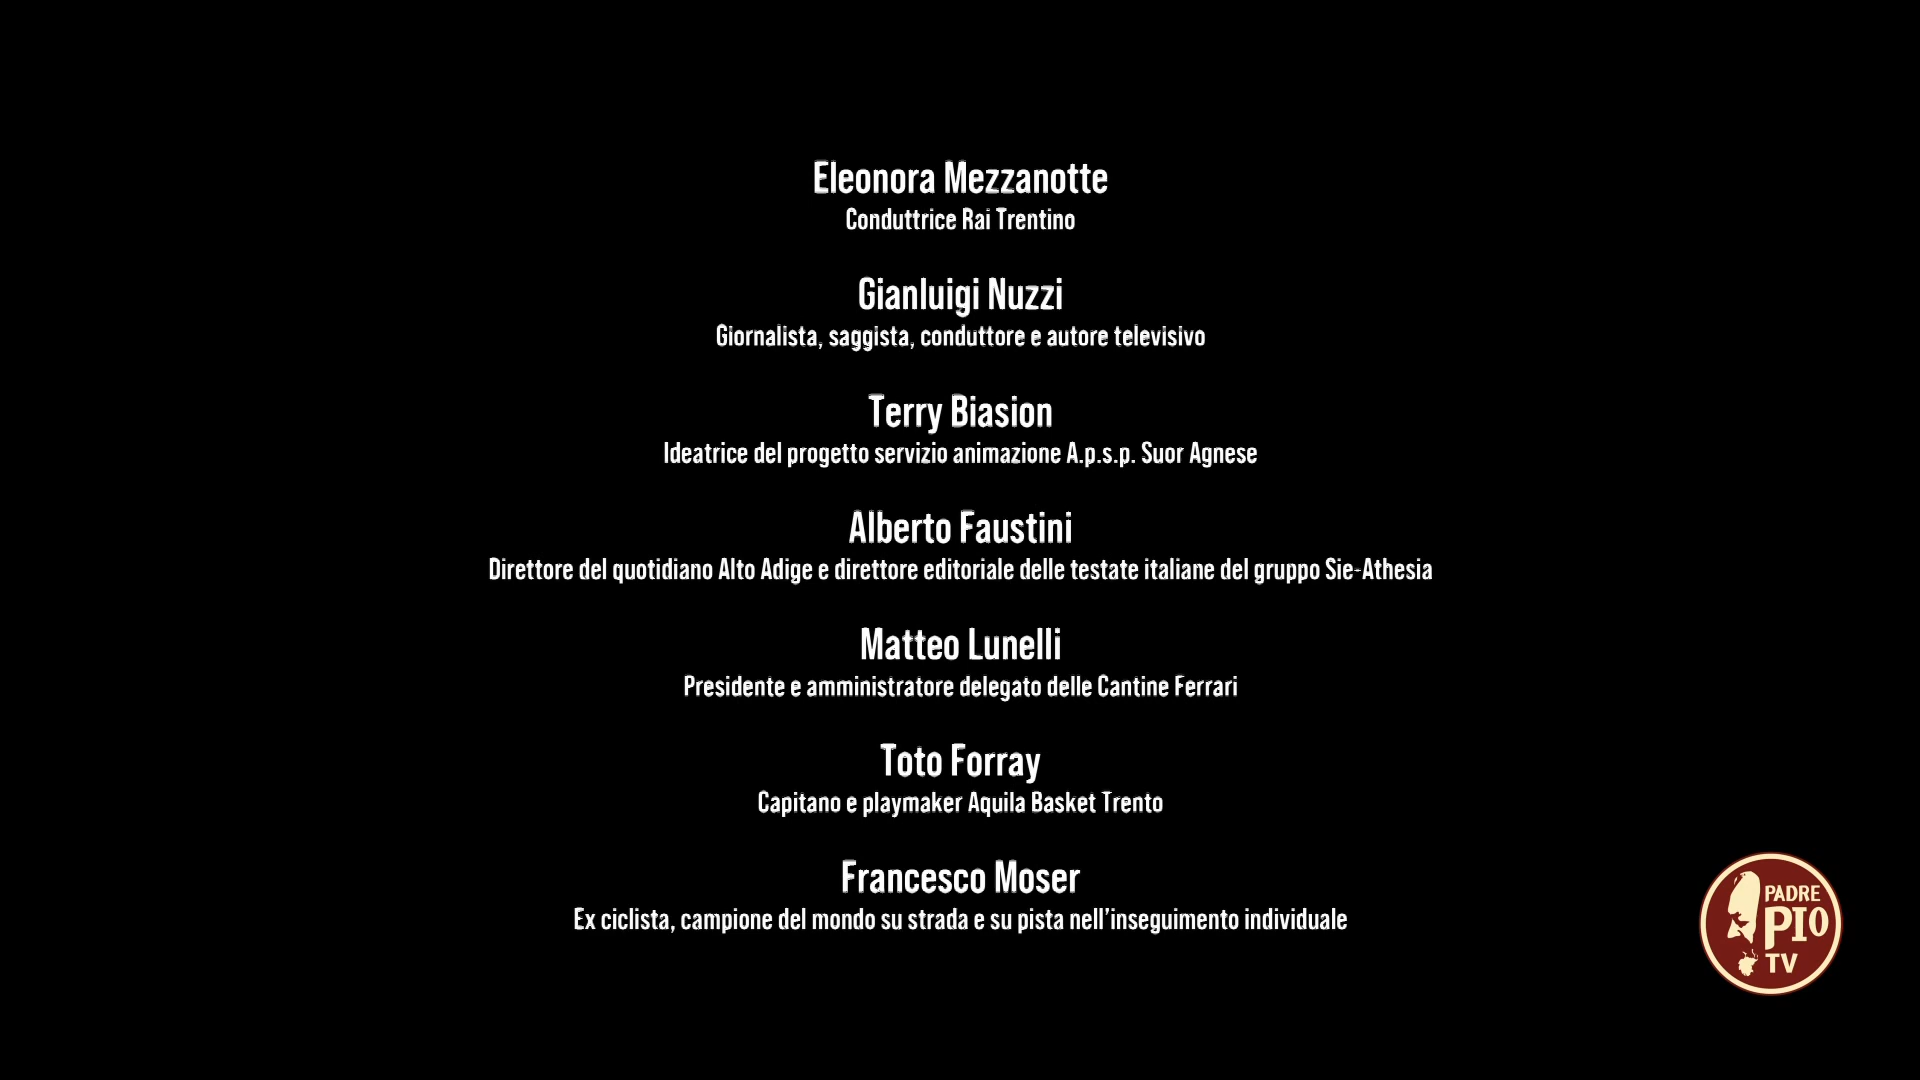 Eleonora Mezzanotte
Conduttrice Rai Trentino
Gianluigi Nuzzi
Giornalista, saggista, conduttore e autore televisivo
Terry Biasion
Ideatrice del progetto servizio animazione A.p.s.p. Suor Agnese
Alberto Faustini
Direttore del quotidiano Alto Adige e direttore editoriale delle testate italiane del gruppo Sie-Athesia
Matteo Lunelli
Presidente e amministratore delegato delle Cantine Ferrari
Toto Forray
Capitano e playmaker Aquila Basket Trento
Francesco Moser
Ex ciclista, campione del mondo su strada e su pista nell'inseguimento individuale
PADRE
PIO
TV